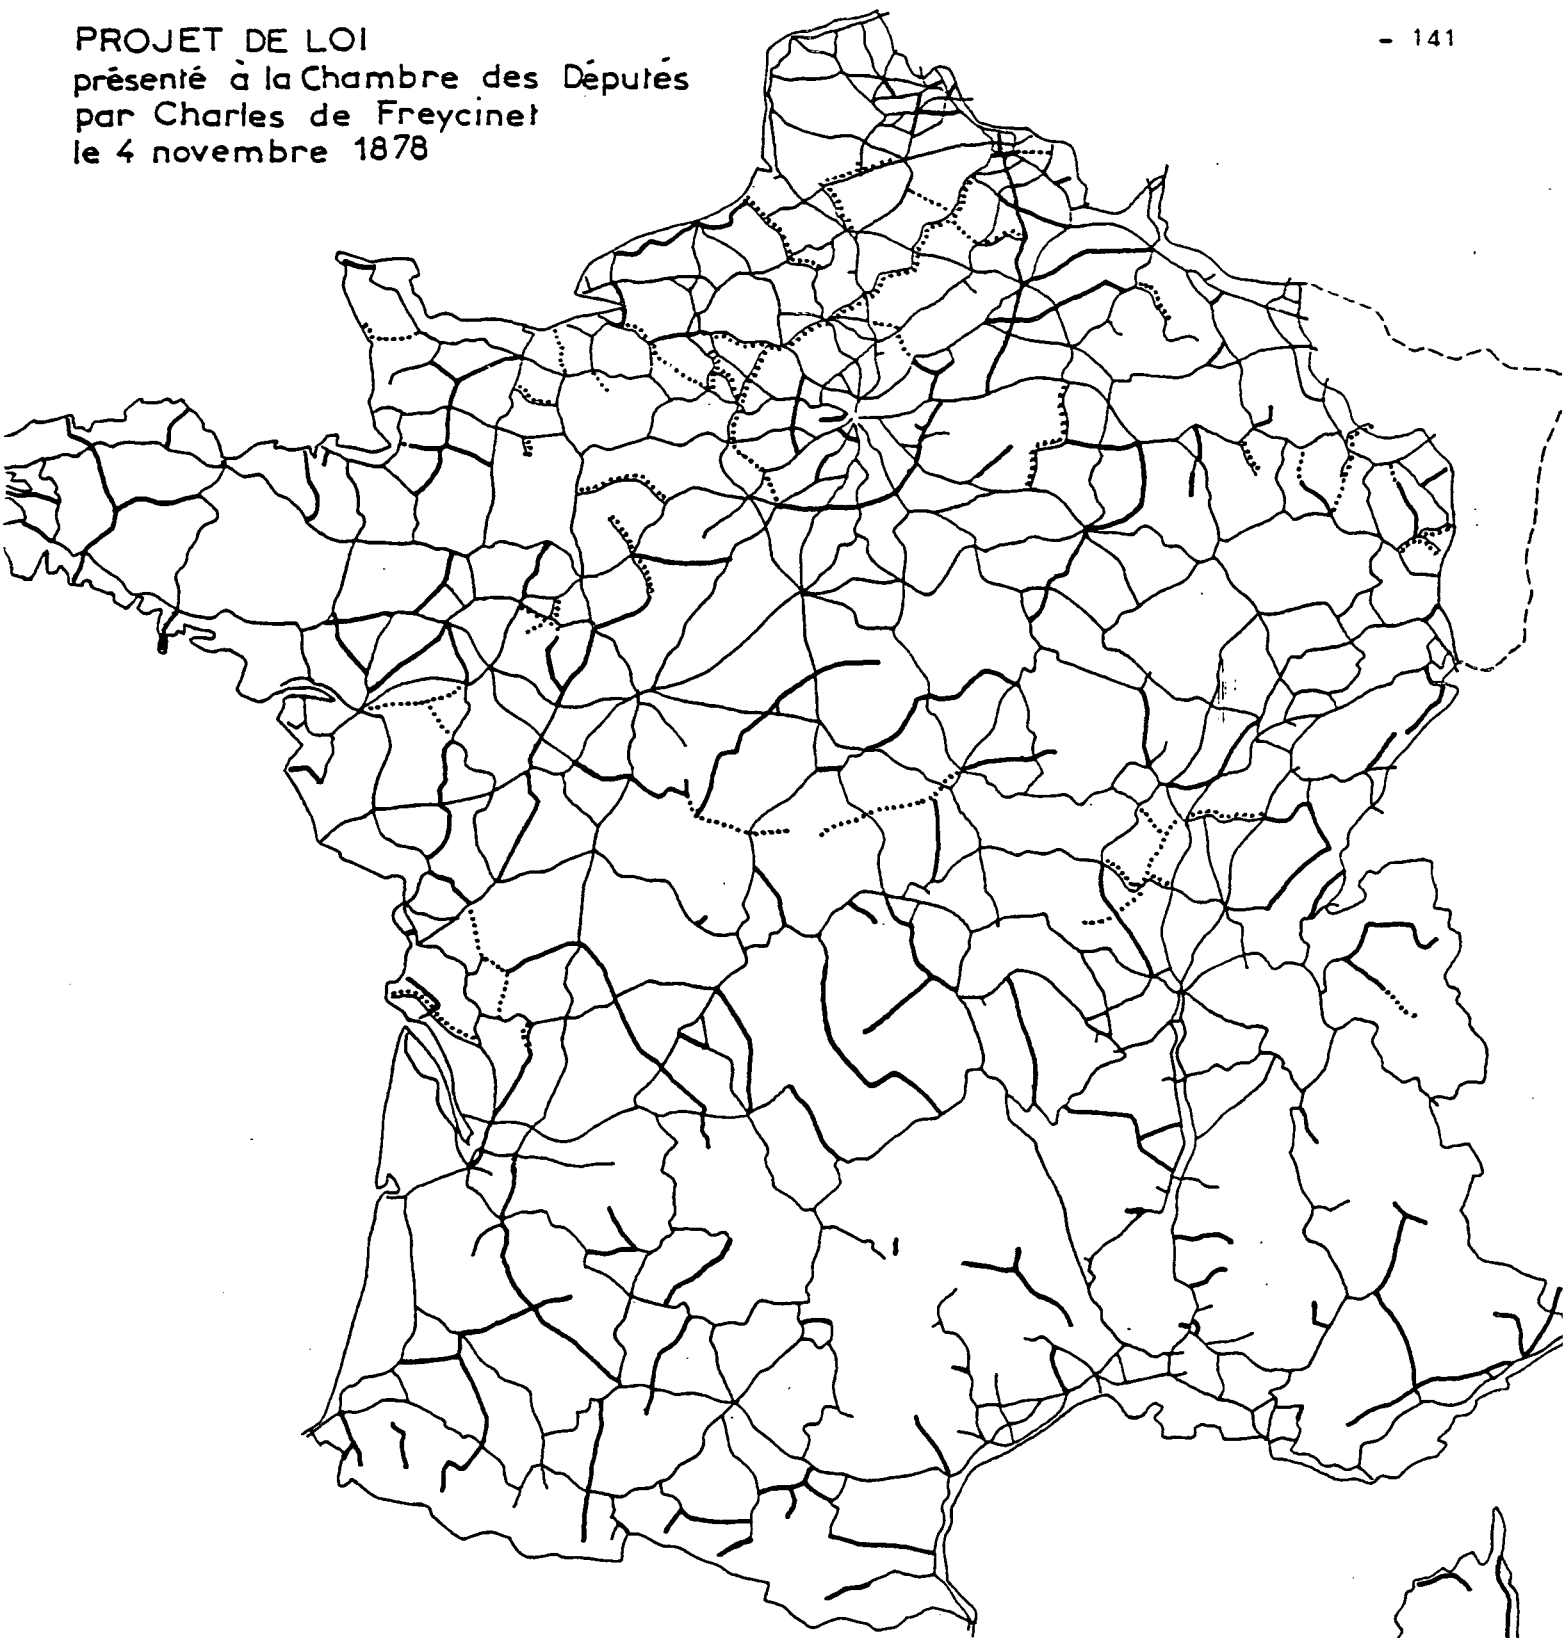 PROJET DE LOI
présenté à la Chambre des Députés
par Charles de Freycinet
le 4 novembre 1878
- 141